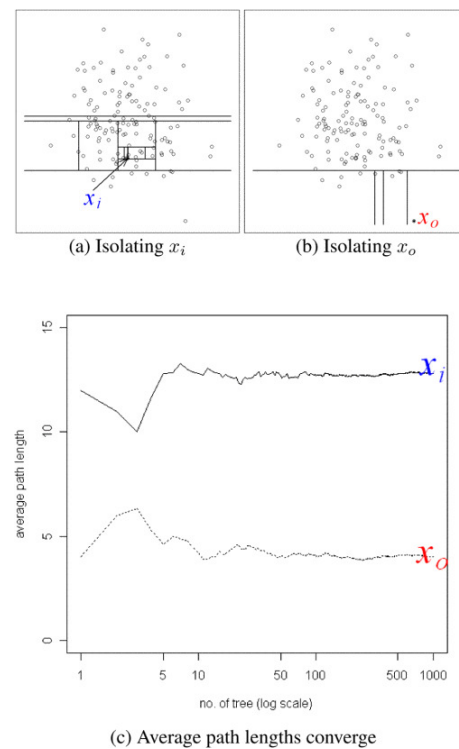 x_i
x_o
(a) Isolating x_i
(b) Isolating x_o
15
10
5
0
average path length
x_i
x_o
1 5 10 50 100 500 1000
no. of tree (log scale)
(c) Average path lengths converge